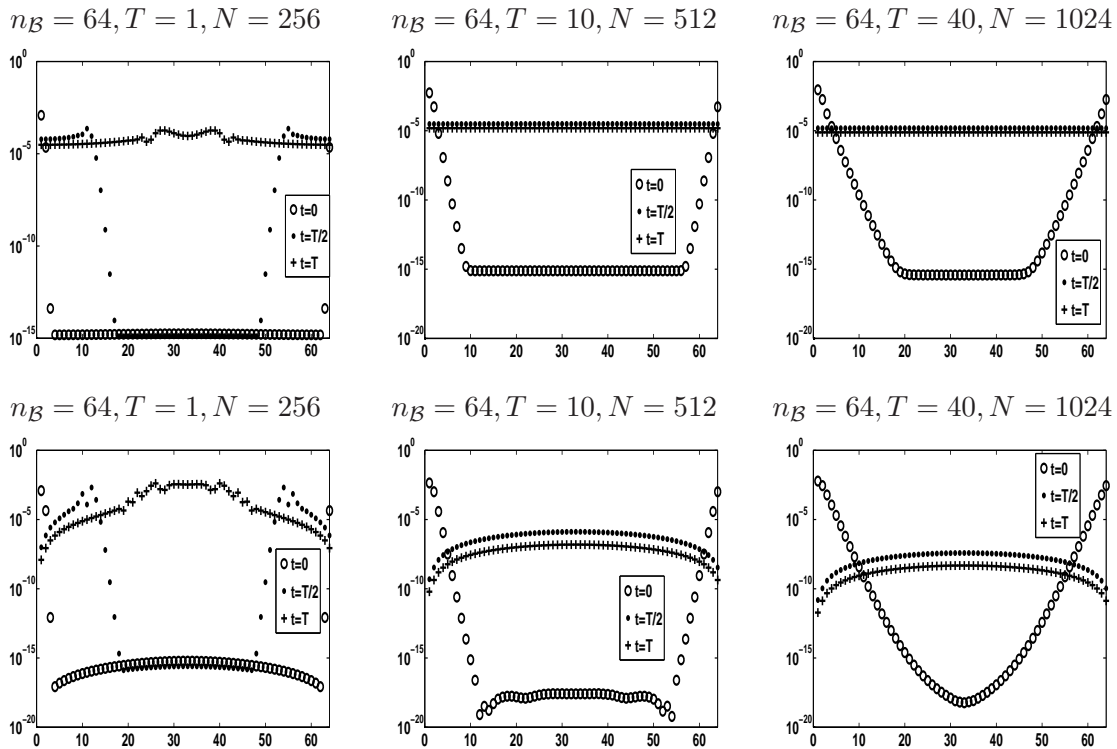 n_B = 64, T = 1, N = 256
n_B = 64, T = 10, N = 512
n_B = 64, T = 40, N = 1024
10^0
10^−5
10^−10
10^−15
0 10 20 30 40 50 60
t=0
t=T/2
t=T
10^0
10^−5
10^−10
10^−15
10^−20
0 10 20 30 40 50 60
t=0
t=T/2
t=T
10^0
10^−5
10^−10
10^−15
10^−20
0 10 20 30 40 50 60
t=0
t=T/2
t=T
n_B = 64, T = 1, N = 256
n_B = 64, T = 10, N = 512
n_B = 64, T = 40, N = 1024
10^0
10^−5
10^−10
10^−15
10^−20
0 10 20 30 40 50 60
t=0
t=T/2
t=T
10^0
10^−5
10^−10
10^−15
10^−20
0 10 20 30 40 50 60
t=0
t=T/2
t=T
10^0
10^−5
10^−10
10^−15
10^−20
0 10 20 30 40 50 60
t=0
t=T/2
t=T